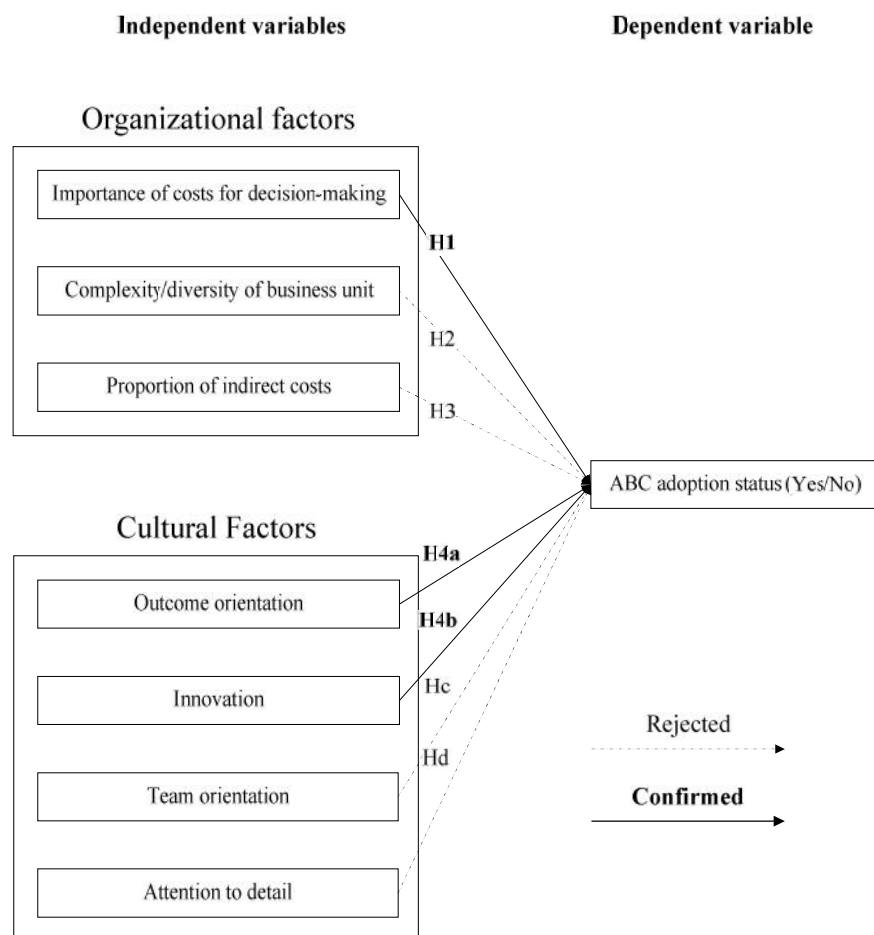 Independent variables
Dependent variable
Organizational factors
Importance of costs for decision-making
H1
Complexity/diversity of business unit
H2
Proportion of indirect costs
H3
ABC adoption status (Yes/No)
Cultural Factors
H4a
Outcome orientation
H4b
Hc
Innovation
Rejected
Hd
Team orientation
Confirmed
Attention to detail